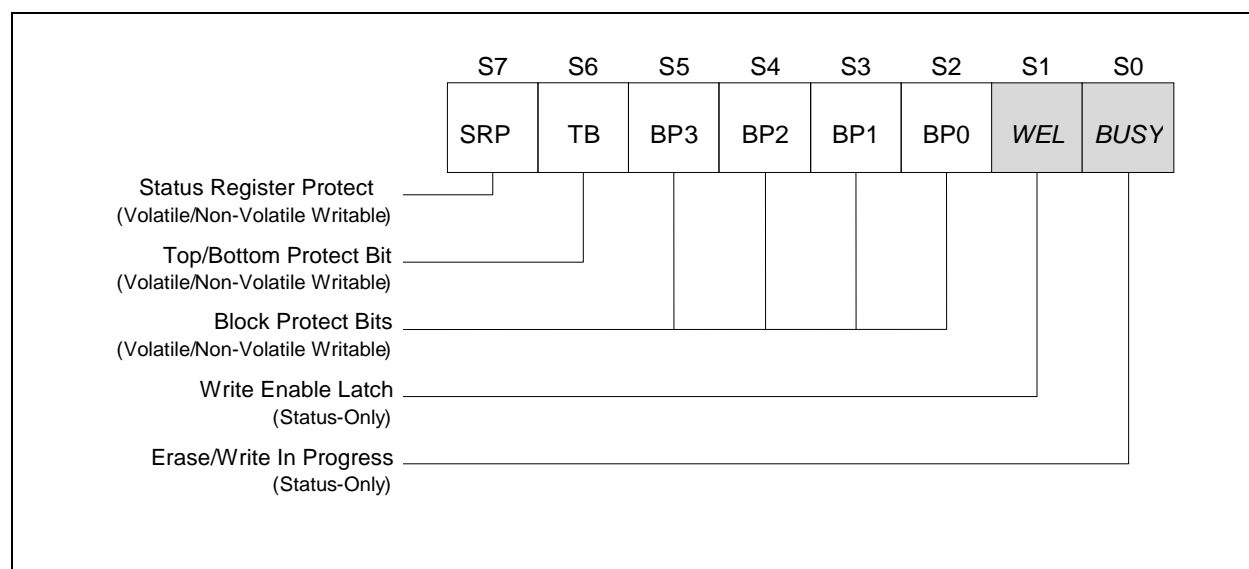 S7 S6 S5 S4 S3 S2 S1 S0
SRP TB BP3 BP2 BP1 BP0 WEL BUSY
Status Register Protect
(Volatile/Non-Volatile Writable)
Top/Bottom Protect Bit
(Volatile/Non-Volatile Writable)
Block Protect Bits
(Volatile/Non-Volatile Writable)
Write Enable Latch
(Status-Only)
Erase/Write In Progress
(Status-Only)